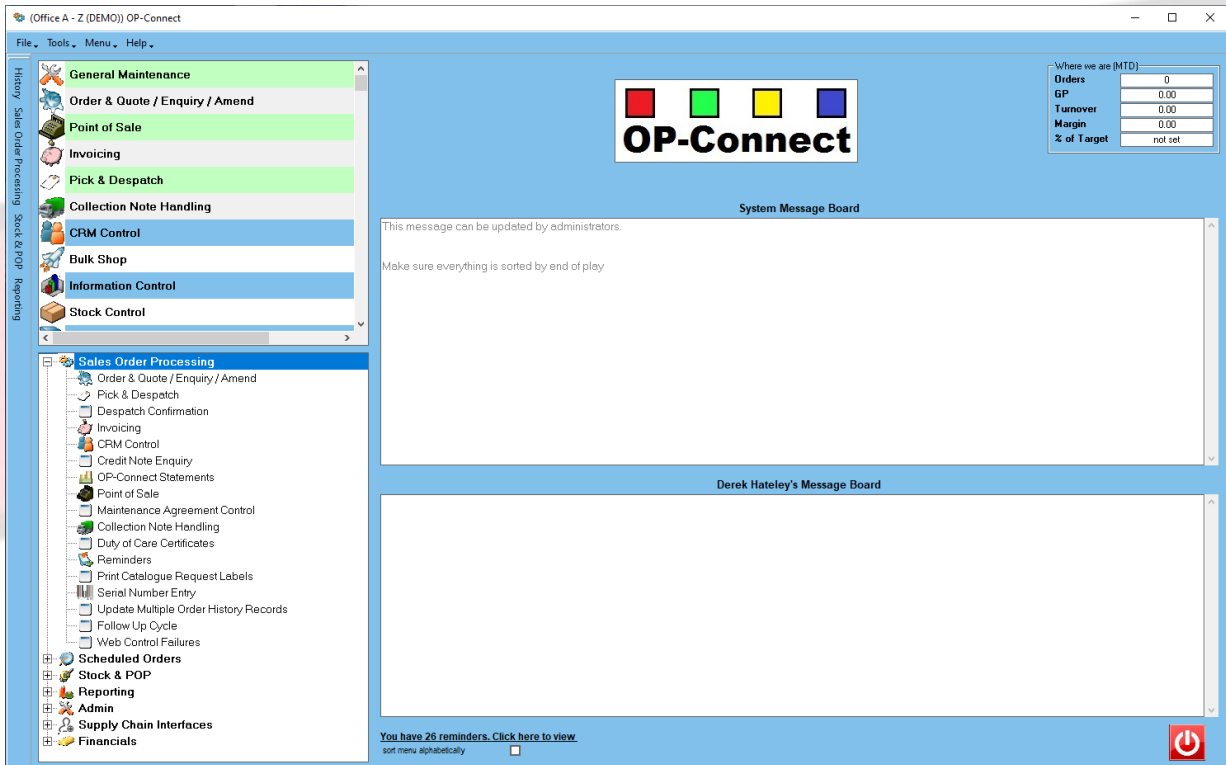 (Office A - Z (DEMO)) OP-Connect
File Tools Menu Help
History Sales Order Processing Stock & POP Reporting
General Maintenance
Order & Quote / Enquiry / Amend
Point of Sale
Invoicing
Pick & Despatch
Collection Note Handling
CRM Control
Bulk Shop
Information Control
Stock Control
Sales Order Processing
Order & Quote / Enquiry / Amend
Pick & Despatch
Despatch Confirmation
Invoicing
CRM Control
Credit Note Enquiry
OP-Connect Statements
Point of Sale
Maintenance Agreement Control
Collection Note Handling
Duty of Care Certificates
Reminders
Print Catalogue Request Labels
Serial Number Entry
Update Multiple Order History Records
Follow Up Cycle
Web Control Failures
Scheduled Orders
Stock & POP
Reporting
Admin
Supply Chain Interfaces
Financials
OP-Connect
Where we are (MTD)
Orders 0
GP 0.00
Turnover 0.00
Margin 0.00
% of Target not set
System Message Board
This message can be updated by administrators.
Make sure everything is sorted by end of play
Derek Hateley's Message Board
You have 26 reminders. Click here to view
sort menu alphabetically